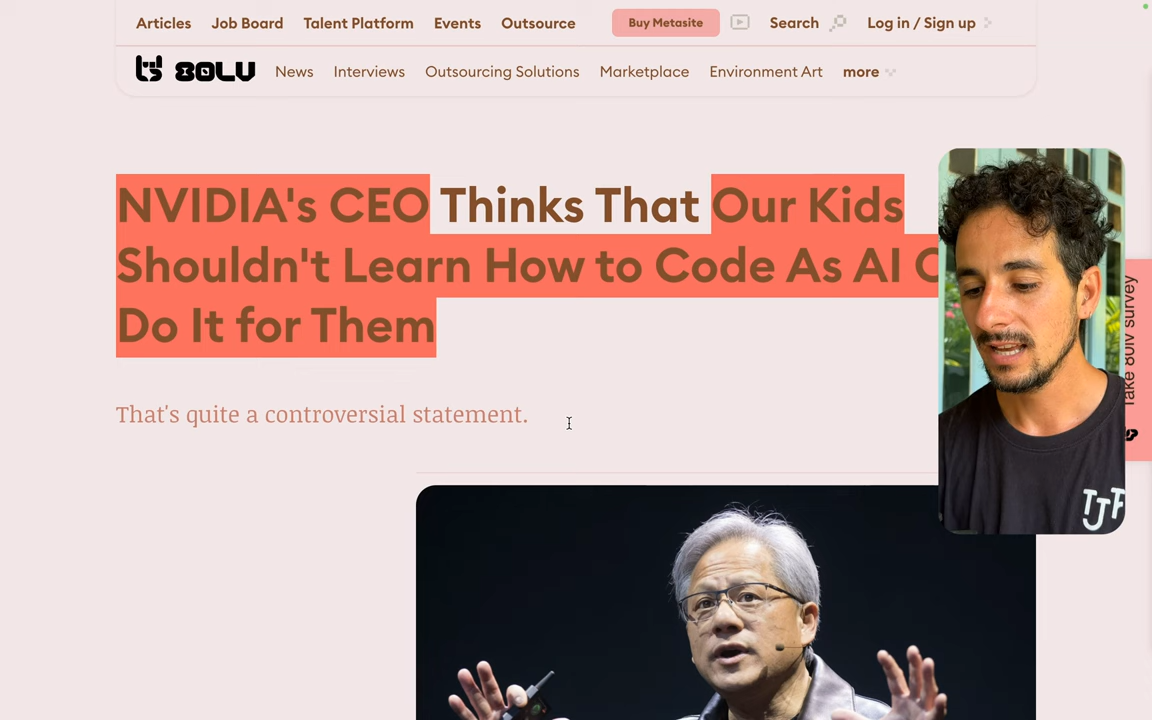 Articles Job Board Talent Platform Events Outsource Buy Metasite Search Log in / Sign up
80LV News Interviews Outsourcing Solutions Marketplace Environment Art more
NVIDIA's CEO Thinks That Our Kids
Shouldn't Learn How to Code As AI
Do It for Them
That's quite a controversial statement.
Take 80lv survey